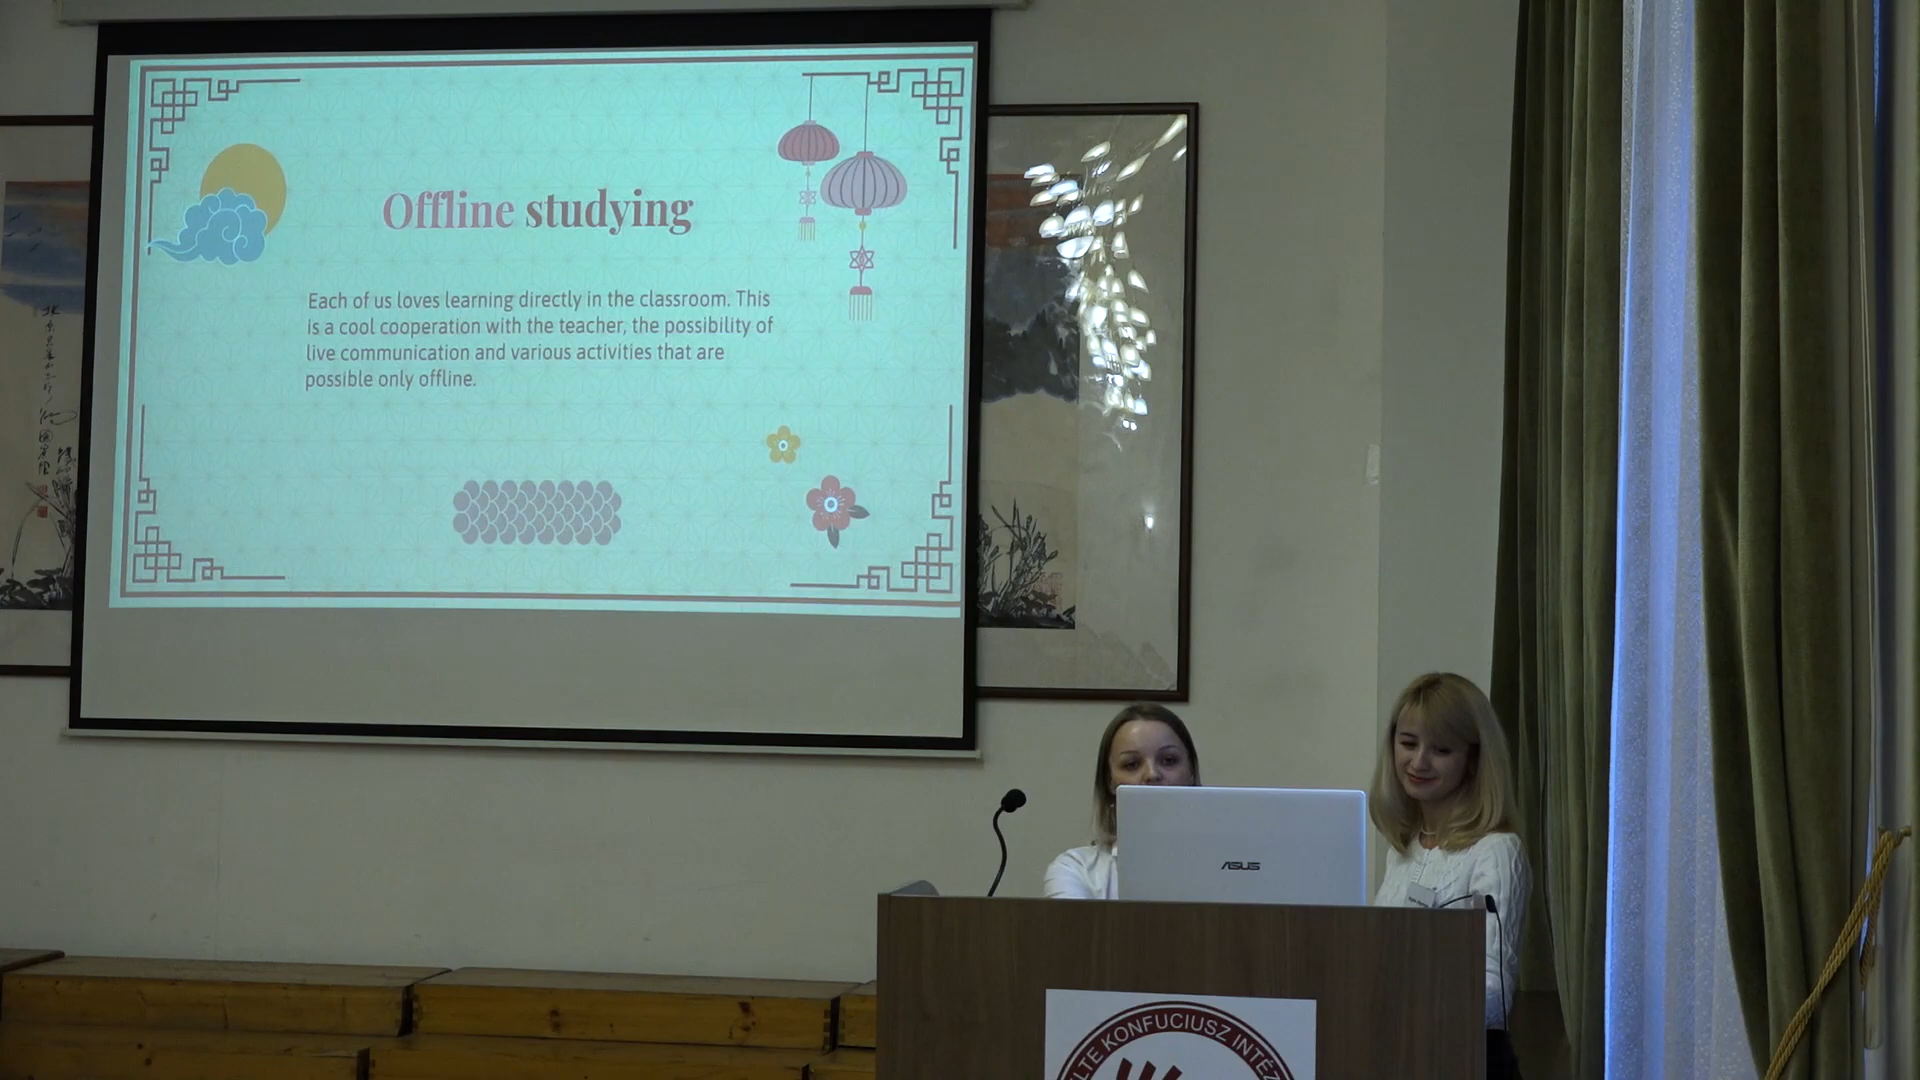 Offline studying
Each of us loves learning directly in the classroom. This
is a cool cooperation with the teacher, the possibility of
live communication and various activities that are
possible only offline.
ASUS
ELTE KONFUCIUSZ INTÉZ